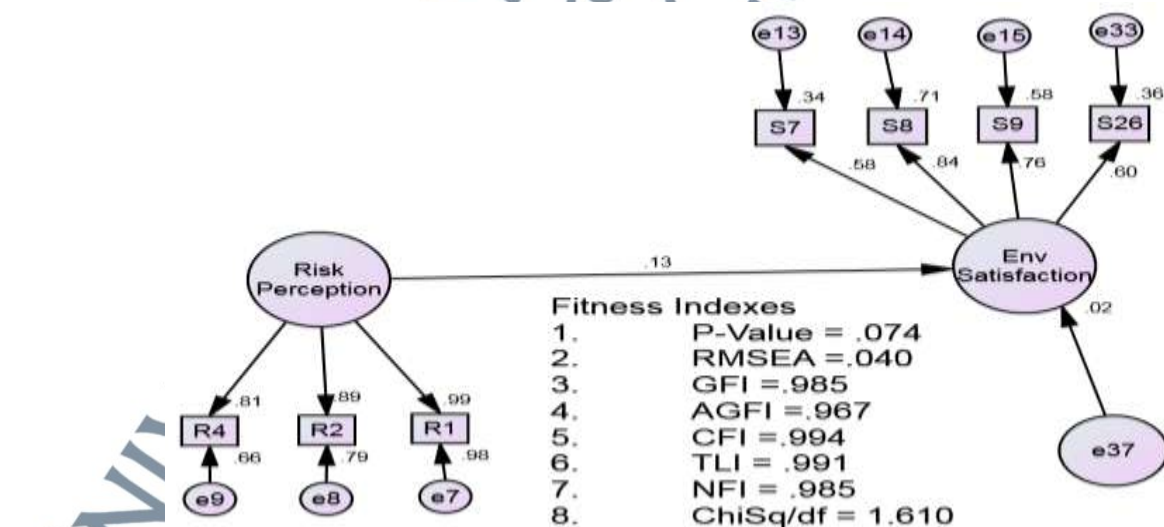 e13 e14 e15 e33
.34 .71 .58 .36
S7 S8 S9 S26
.58 .84 .76 .60
Risk
Perception
.13
Env
Satisfaction
.02
Fitness Indexes
1. P-Value = .074
2. RMSEA =.040
3. GFI =.985
4. AGFI =.967
5. CFI =.994
6. TLI = .991
7. NFI = .985
8. ChiSq/df = 1.610
.81 .89 .99
R4 R2 R1
.66 .79 .98
e9 e8 e7
e37